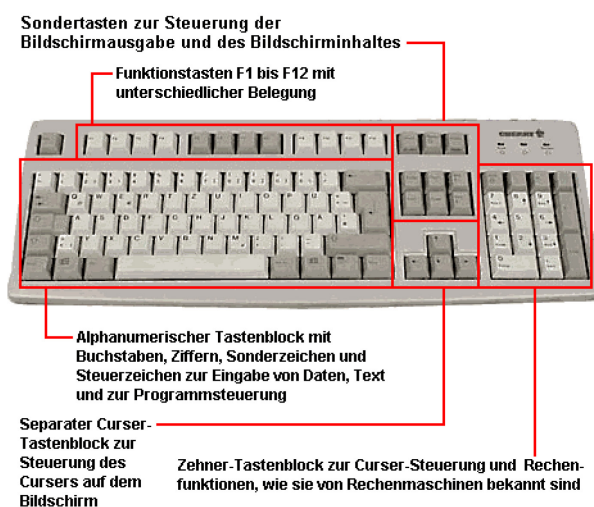 Sondertasten zur Steuerung der
Bildschirmausgabe und des Bildschirminhaltes
Funktionstasten F1 bis F12 mit
unterschiedlicher Belegung
CHERRY
Q W E R T Z U I O P Ü
A S D F G H J K L Ö Ä
Y X C V B N M
Alphanumerischer Tastenblock mit
Buchstaben, Ziffern, Sonderzeichen und
Steuerzeichen zur Eingabe von Daten, Text
und zur Programmsteuerung
Separater Curser-
Tastenblock zur
Steuerung des
Cursers auf dem
Bildschirm
Zehner-Tastenblock zur Curser-Steuerung und Rechen-
funktionen, wie sie von Rechenmaschinen bekannt sind